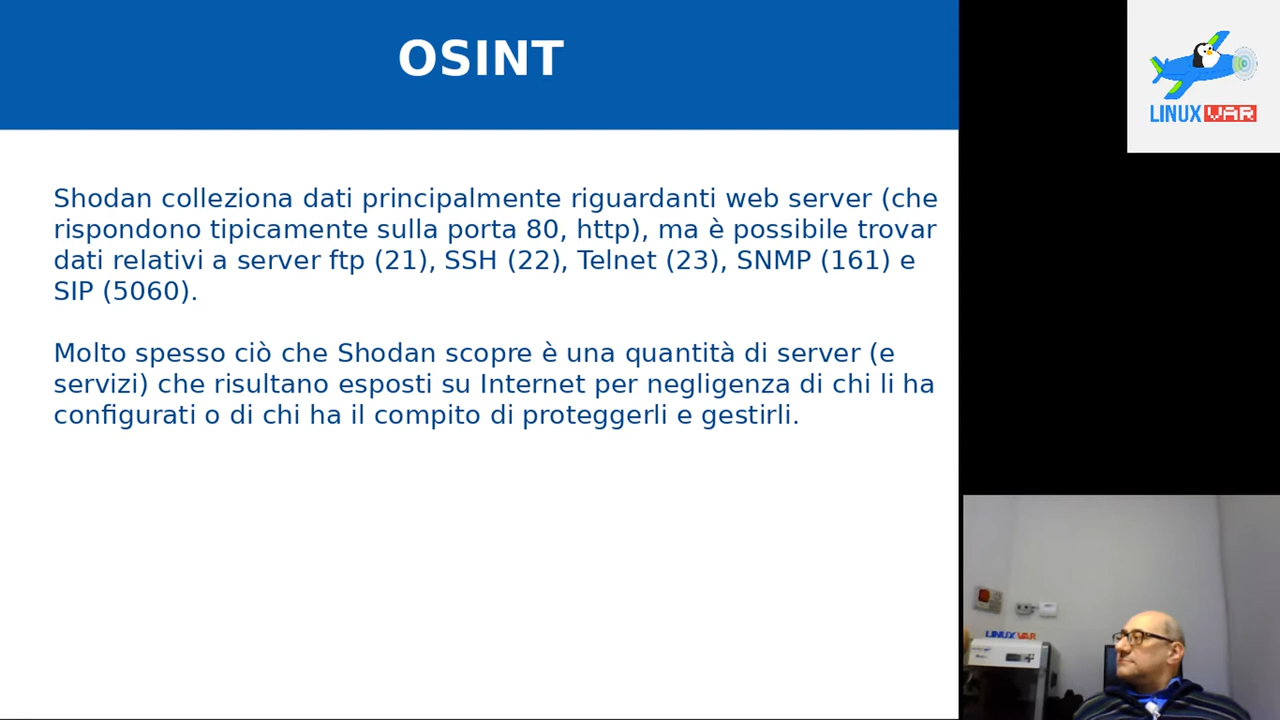 OSINT
LINUX VAR
Shodan colleziona dati principalmente riguardanti web server (che
rispondono tipicamente sulla porta 80, http), ma è possibile trovar
dati relativi a server ftp (21), SSH (22), Telnet (23), SNMP (161) e
SIP (5060).
Molto spesso ciò che Shodan scopre è una quantità di server (e
servizi) che risultano esposti su Internet per negligenza di chi li ha
configurati o di chi ha il compito di proteggerli e gestirli.
LINUX VAR